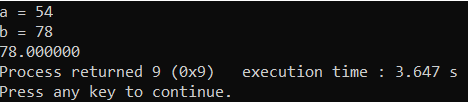 a = 54
b = 78
78.000000
Process returned 9 (0x9)   execution time : 3.647 s
Press any key to continue.